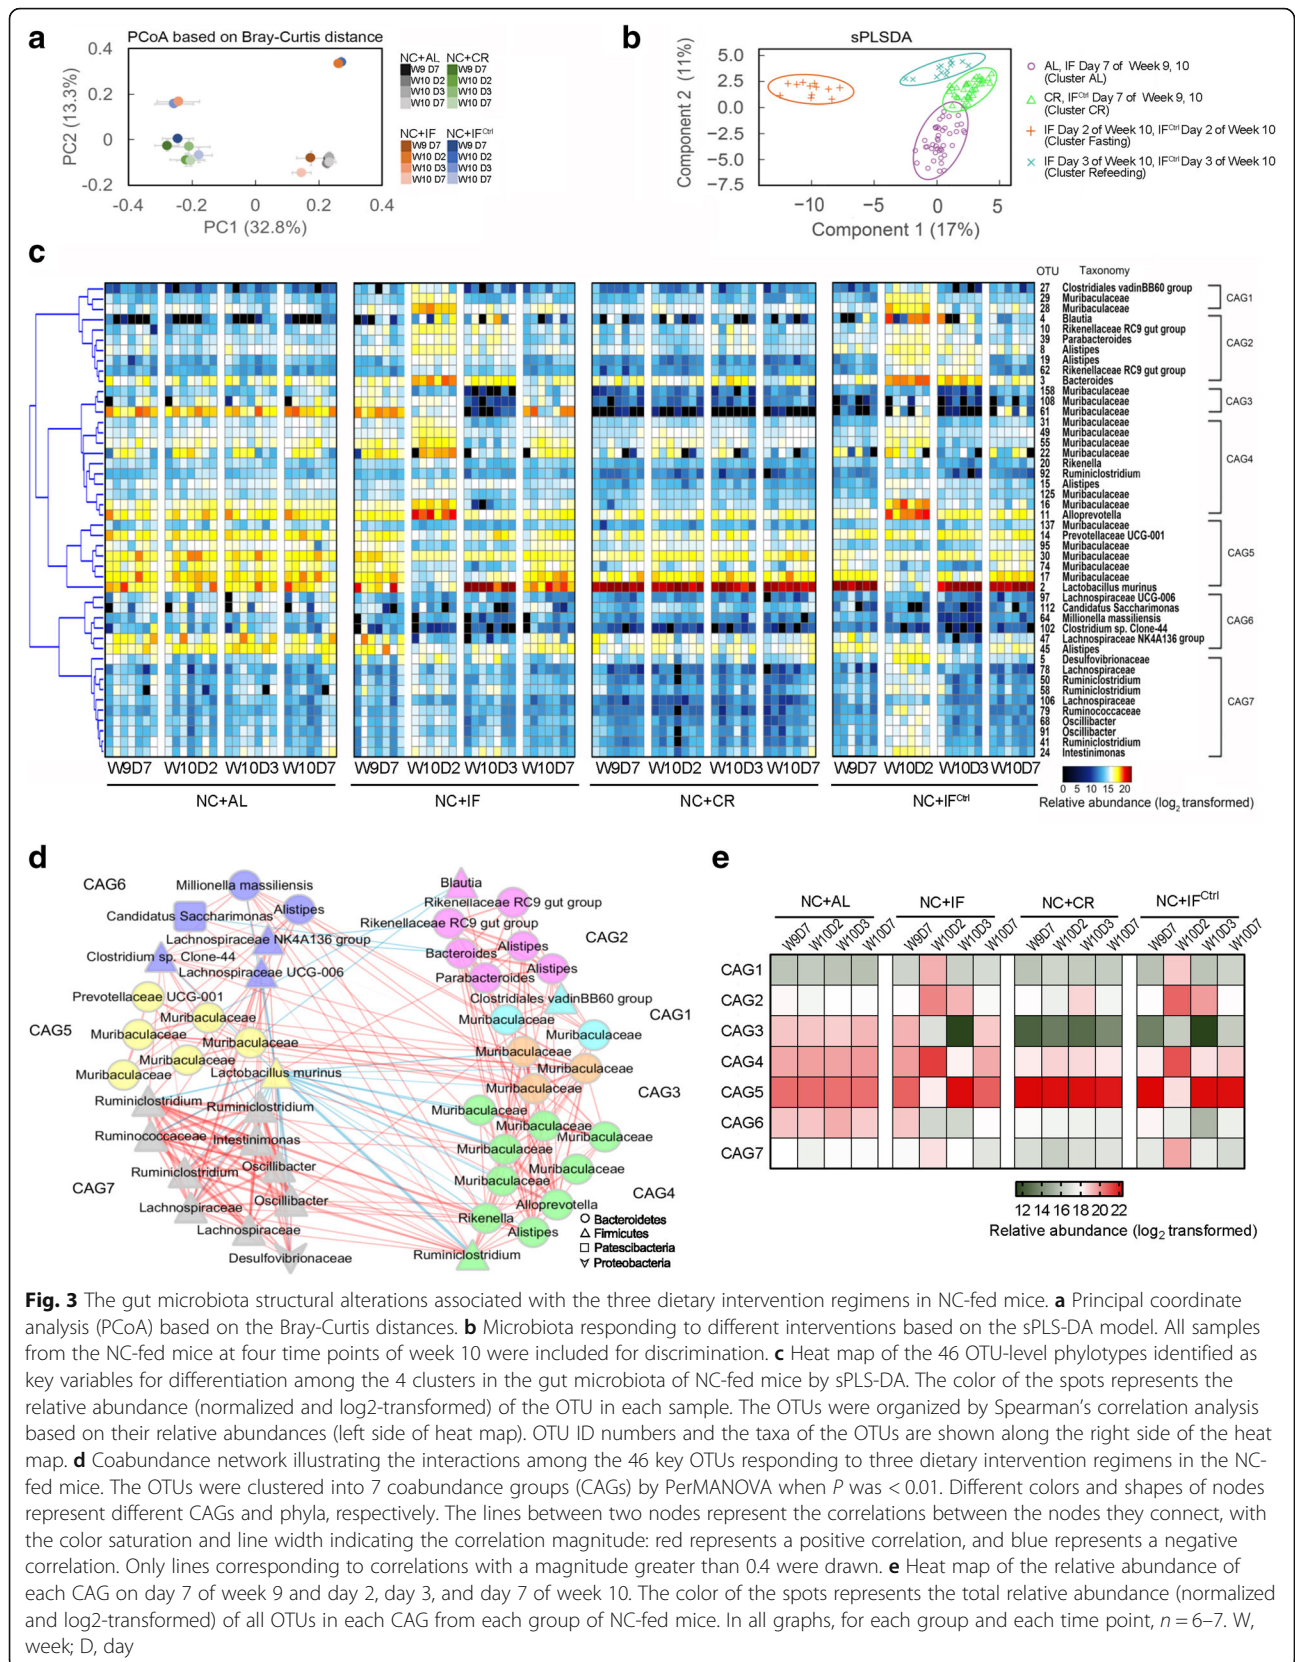 a
PCoA based on Bray-Curtis distance
PC2 (13.3%)
0.4
0.2
0
-0.2
-0.4
-0.2
0
0.2
0.4
PC1 (32.8%)
NC+AL NC+CR
W9 D7 W9 D7
W10 D2 W10 D2
W10 D3 W10 D3
W10 D7 W10 D7
NC+IF NC+IFCtrl
W9 D7 W9 D7
W10 D2 W10 D2
W10 D3 W10 D3
W10 D7 W10 D7
b
sPLSDA
Component 2 (11%)
5.0
2.5
0.0
−2.5
−5.0
−7.5
−10
−5
0
5
Component 1 (17%)
AL, IF Day 7 of Week 9, 10
(Cluster AL)
CR, IFCtrl Day 7 of Week 9, 10
(Cluster CR)
IF Day 2 of Week 10, IFCtrl Day 2 of Week 10
(Cluster Fasting)
IF Day 3 of Week 10, IFCtrl Day 3 of Week 10
(Cluster Refeeding)
c
OTU Taxonomy
27 Clostridiales vadinBB60 group
29 Muribaculaceae
28 Muribaculaceae
4 Blautia
10 Rikenellaceae RC9 gut group
39 Parabacteroides
8 Alistipes
19 Alistipes
62 Rikenellaceae RC9 gut group
3 Bacteroides
158 Muribaculaceae
108 Muribaculaceae
61 Muribaculaceae
31 Muribaculaceae
49 Muribaculaceae
55 Muribaculaceae
22 Muribaculaceae
20 Rikenella
92 Ruminiclostridium
15 Alistipes
125 Muribaculaceae
16 Muribaculaceae
11 Alloprevotella
137 Muribaculaceae
14 Prevotellaceae UCG-001
95 Muribaculaceae
30 Muribaculaceae
74 Muribaculaceae
17 Muribaculaceae
2 Lactobacillus murinus
97 Lachnospiraceae UCG-006
112 Candidatus Saccharimonas
64 Millionella massiliensis
102 Clostridium sp. Clone-44
47 Lachnospiraceae NK4A136 group
45 Alistipes
5 Desulfovibrionaceae
78 Lachnospiraceae
50 Ruminiclostridium
58 Ruminiclostridium
106 Lachnospiraceae
79 Ruminococcaceae
68 Oscillibacter
91 Oscillibacter
41 Ruminiclostridium
24 Intestinimonas
CAG1
CAG2
CAG3
CAG4
CAG5
CAG6
CAG7
W9D7 W10D2 W10D3 W10D7 W9D7 W10D2 W10D3 W10D7 W9D7 W10D2 W10D3 W10D7 W9D7 W10D2 W10D3 W10D7
NC+AL NC+IF NC+CR NC+IFCtrl
0 5 10 15 20
Relative abundance (log2 transformed)
d
CAG6
Millionella massiliensis
Candidatus Saccharimonas
Alistipes
Lachnospiraceae NK4A136 group
Clostridium sp. Clone-44
Lachnospiraceae UCG-006
Prevotellaceae UCG-001
Muribaculaceae
CAG5
Muribaculaceae
Muribaculaceae
Muribaculaceae
Muribaculaceae
Lactobacillus murinus
Ruminiclostridium
Ruminiclostridium
Ruminococcaceae
Intestinimonas
Ruminiclostridium
Oscillibacter
CAG7
Lachnospiraceae
Oscillibacter
Lachnospiraceae
Desulfovibrionaceae
Blautia
Rikenellaceae RC9 gut group
Rikenellaceae RC9 gut group
CAG2
Bacteroides
Alistipes
Alistipes
Parabacteroides
Clostridiales vadinBB60 group
Muribaculaceae
CAG1
Muribaculaceae
Muribaculaceae
Muribaculaceae
Muribaculaceae
CAG3
Muribaculaceae
Muribaculaceae
Muribaculaceae
Muribaculaceae
Muribaculaceae
Muribaculaceae
CAG4
Alloprevotella
Rikenella
Alistipes
Ruminiclostridium
Bacteroidetes
Firmicutes
Patescibacteria
Proteobacteria
e
NC+AL NC+IF NC+CR NC+IFCtrl
W9D7 W10D2 W10D3 W10D7 W9D7 W10D2 W10D3 W10D7 W9D7 W10D2 W10D3 W10D7 W9D7 W10D2 W10D3 W10D7
CAG1
CAG2
CAG3
CAG4
CAG5
CAG6
CAG7
12 14 16 18 20 22
Relative abundance (log2 transformed)
Fig. 3 The gut microbiota structural alterations associated with the three dietary intervention regimens in NC-fed mice. a Principal coordinate
analysis (PCoA) based on the Bray-Curtis distances. b Microbiota responding to different interventions based on the sPLS-DA model. All samples
from the NC-fed mice at four time points of week 10 were included for discrimination. c Heat map of the 46 OTU-level phylotypes identified as
key variables for differentiation among the 4 clusters in the gut microbiota of NC-fed mice by sPLS-DA. The color of the spots represents the
relative abundance (normalized and log2-transformed) of the OTU in each sample. The OTUs were organized by Spearman's correlation analysis
based on their relative abundances (left side of heat map). OTU ID numbers and the taxa of the OTUs are shown along the right side of the heat
map. d Coabundance network illustrating the interactions among the 46 key OTUs responding to three dietary intervention regimens in the NC-
fed mice. The OTUs were clustered into 7 coabundance groups (CAGs) by PerMANOVA when P was < 0.01. Different colors and shapes of nodes
represent different CAGs and phyla, respectively. The lines between two nodes represent the correlations between the nodes they connect, with
the color saturation and line width indicating the correlation magnitude: red represents a positive correlation, and blue represents a negative
correlation. Only lines corresponding to correlations with a magnitude greater than 0.4 were drawn. e Heat map of the relative abundance of
each CAG on day 7 of week 9 and day 2, day 3, and day 7 of week 10. The color of the spots represents the total relative abundance (normalized
and log2-transformed) of all OTUs in each CAG from each group of NC-fed mice. In all graphs, for each group and each time point, n = 6–7. W,
week; D, day